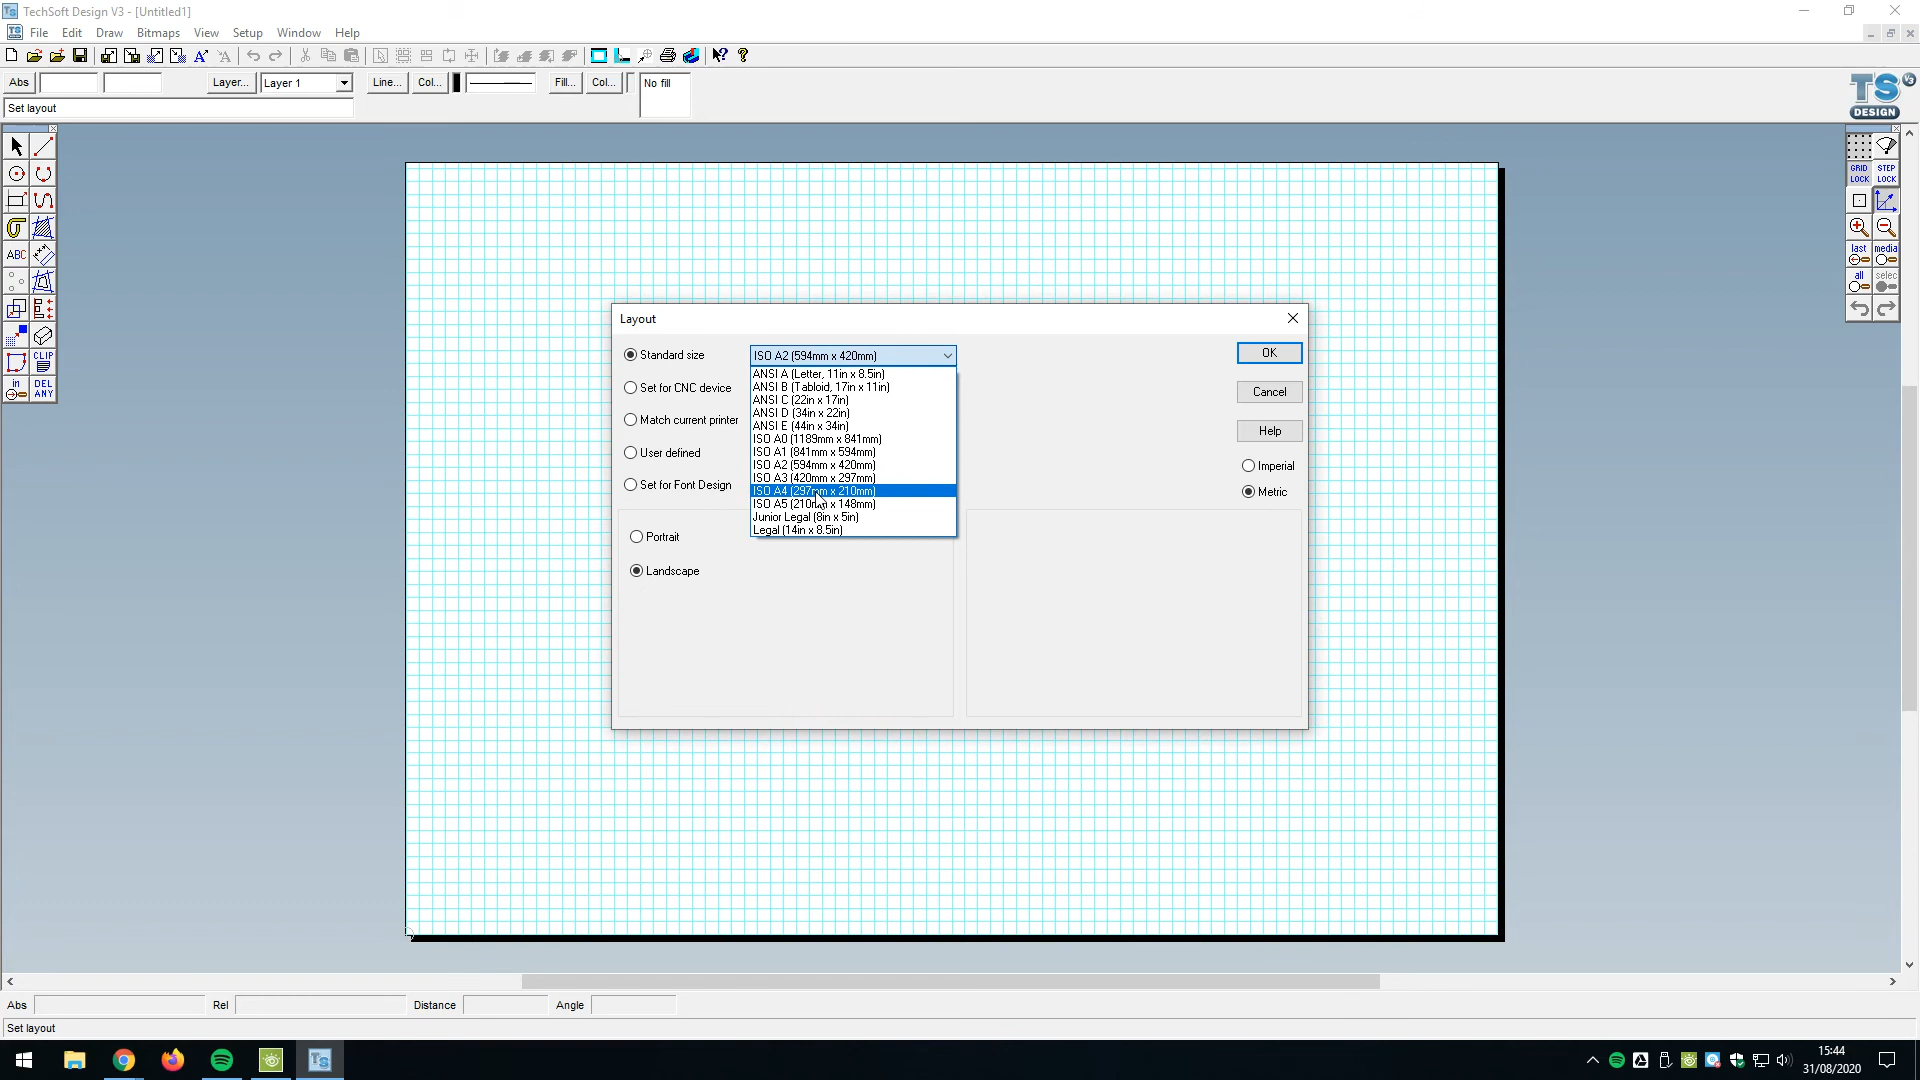 TechSoft Design V3 - [Untitled1]
File Edit Draw Bitmaps View Setup Window Help
Abs Layer... Layer 1 Line... Col... Fill... Col... No fill
Set layout
TS V3
DESIGN
GRID LOCK STEP LOCK
last media
all selec
ABC
CLIP
in DEL ANY
Layout
Standard size ISO A2 (594mm x 420mm) OK
ANSI A (Letter, 11in x 8.5in)
Set for CNC device ANSI B (Tabloid, 17in x 11in) Cancel
ANSI C (22in x 17in)
ANSI D (34in x 22in)
Match current printer ANSI E (44in x 34in) Help
ISO A0 (1189mm x 841mm)
User defined ISO A1 (841mm x 594mm)
ISO A2 (594mm x 420mm) Imperial
ISO A3 (420mm x 297mm)
Set for Font Design ISO A4 (297mm x 210mm) Metric
ISO A5 (210mm x 148mm)
Junior Legal (8in x 5in)
Legal (14in x 8.5in)
Portrait
Landscape
Abs Rel Distance Angle
Set layout
15:44
31/08/2020